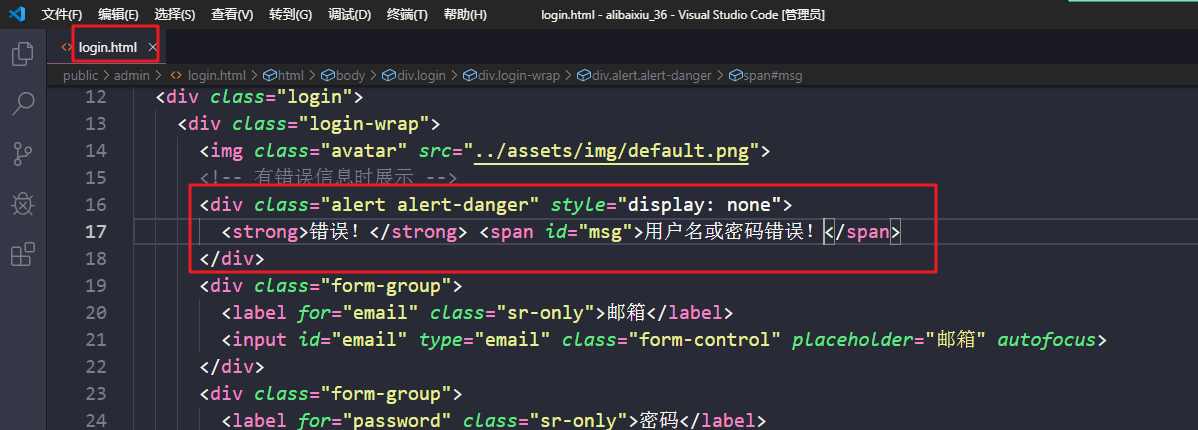 文件(F) 编辑(E) 选择(S) 查看(V) 转到(G) 调试(D) 终端(T) 帮助(H) login.html - alibaixiu_36 - Visual Studio Code [管理员]
<> login.html ×
public > admin > <> login.html > html > body > div.login > div.login-wrap > div.alert.alert-danger > span#msg
12 <div class="login">
13 <div class="login-wrap">
14 <img class="avatar" src="../assets/img/default.png">
15 <!-- 有错误信息时展示 -->
16 <div class="alert alert-danger" style="display: none">
17 <strong>错误！</strong> <span id="msg">用户名或密码错误！</span>
18 </div>
19 <div class="form-group">
20 <label for="email" class="sr-only">邮箱</label>
21 <input id="email" type="email" class="form-control" placeholder="邮箱" autofocus>
22 </div>
23 <div class="form-group">
24 <label for="password" class="sr-only">密码</label>